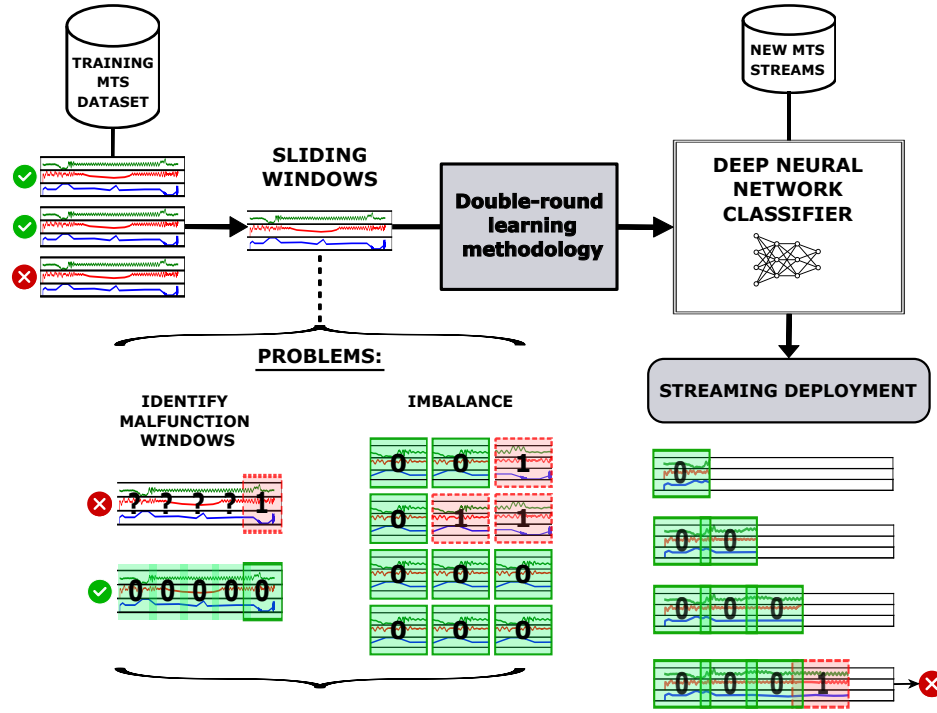 TRAINING
MTS
DATASET
NEW MTS
STREAMS
SLIDING
WINDOWS
Double-round
learning
methodology
DEEP NEURAL
NETWORK
CLASSIFIER
PROBLEMS:
STREAMING DEPLOYMENT
IDENTIFY
MALFUNCTION
WINDOWS
IMBALANCE
? ? ? ? 1
0 0 0 0 0
0 0 1
0 1 1
0 0 0
0 0 0
0
0 0
0 0 0
0 0 0 1